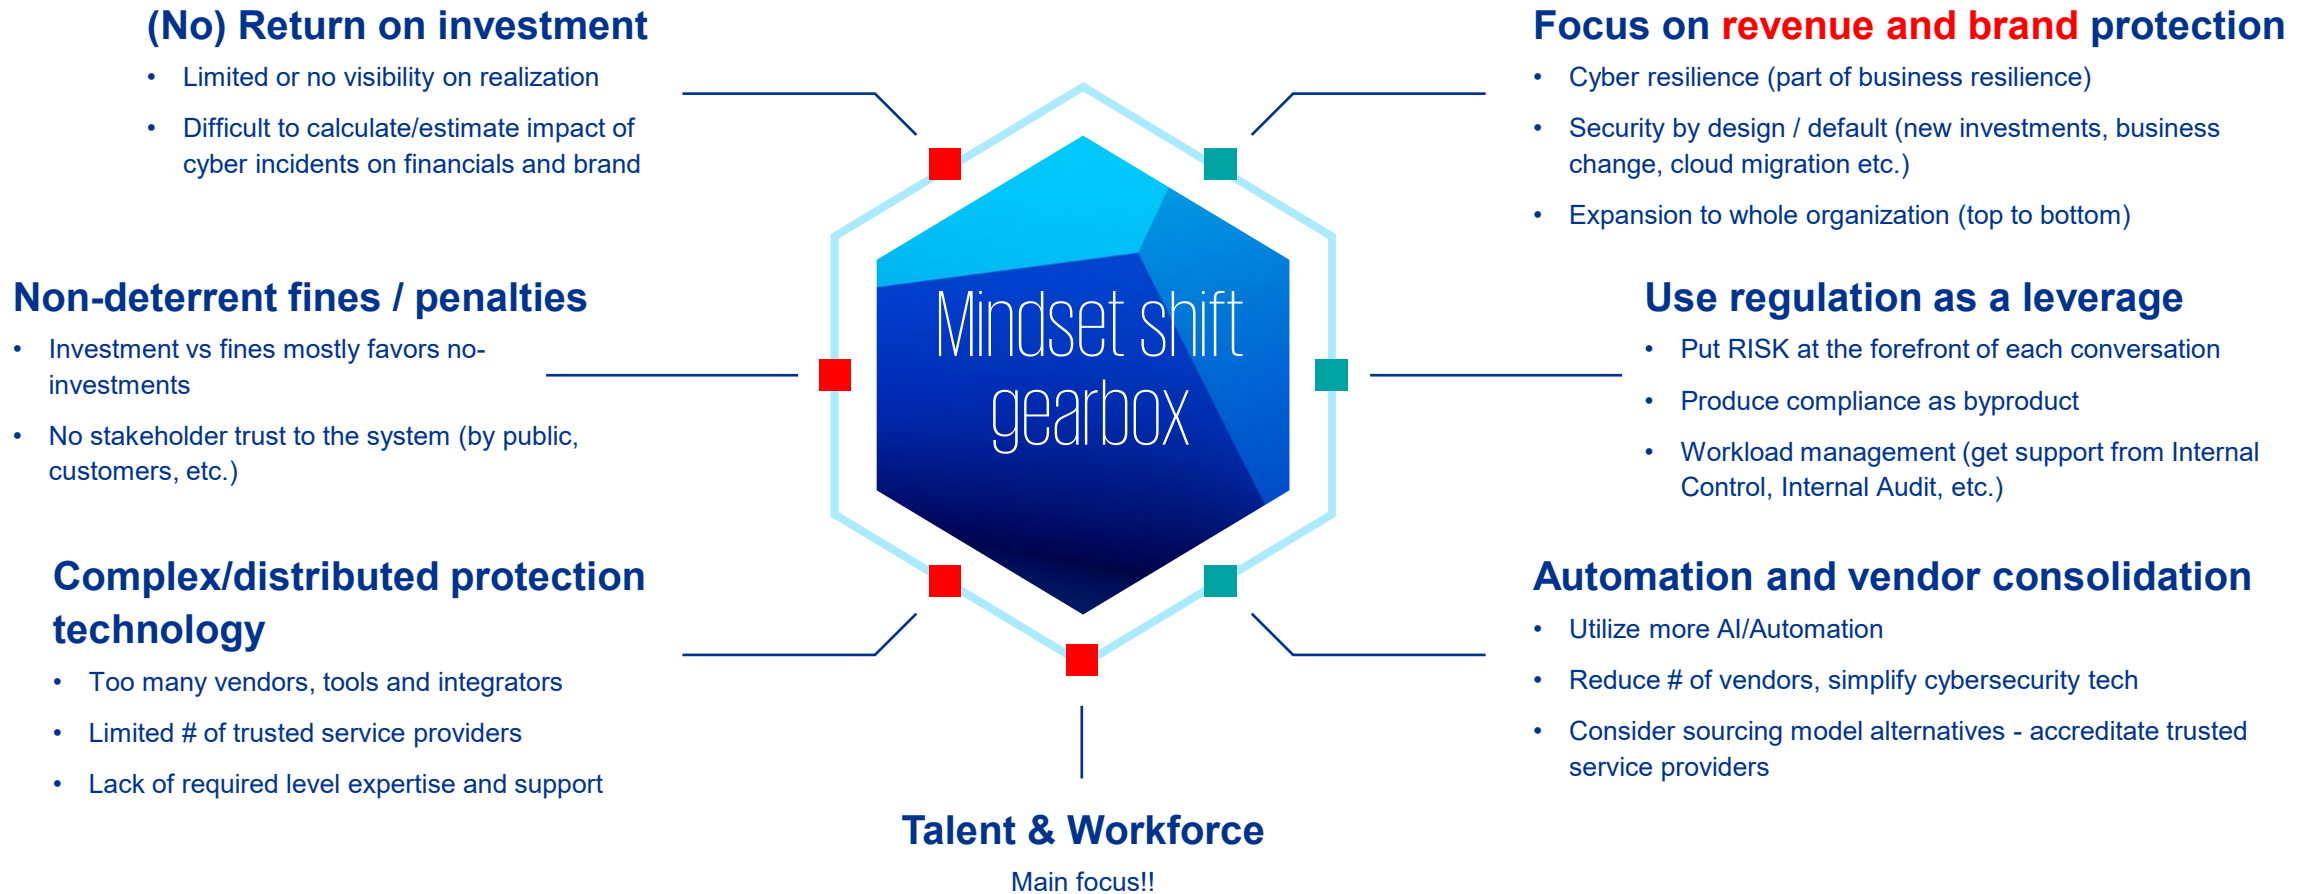 (No) Return on investment
• Limited or no visibility on realization
• Difficult to calculate/estimate impact of
cyber incidents on financials and brand
Non-deterrent fines / penalties
• Investment vs fines mostly favors no-
investments
• No stakeholder trust to the system (by public,
customers, etc.)
Complex/distributed protection
technology
• Too many vendors, tools and integrators
• Limited # of trusted service providers
• Lack of required level expertise and support
Mindset shift
gearbox
Talent & Workforce
Main focus!!
Focus on revenue and brand protection
• Cyber resilience (part of business resilience)
• Security by design / default (new investments, business
change, cloud migration etc.)
• Expansion to whole organization (top to bottom)
Use regulation as a leverage
• Put RISK at the forefront of each conversation
• Produce compliance as byproduct
• Workload management (get support from Internal
Control, Internal Audit, etc.)
Automation and vendor consolidation
• Utilize more AI/Automation
• Reduce # of vendors, simplify cybersecurity tech
• Consider sourcing model alternatives - accreditate trusted
service providers